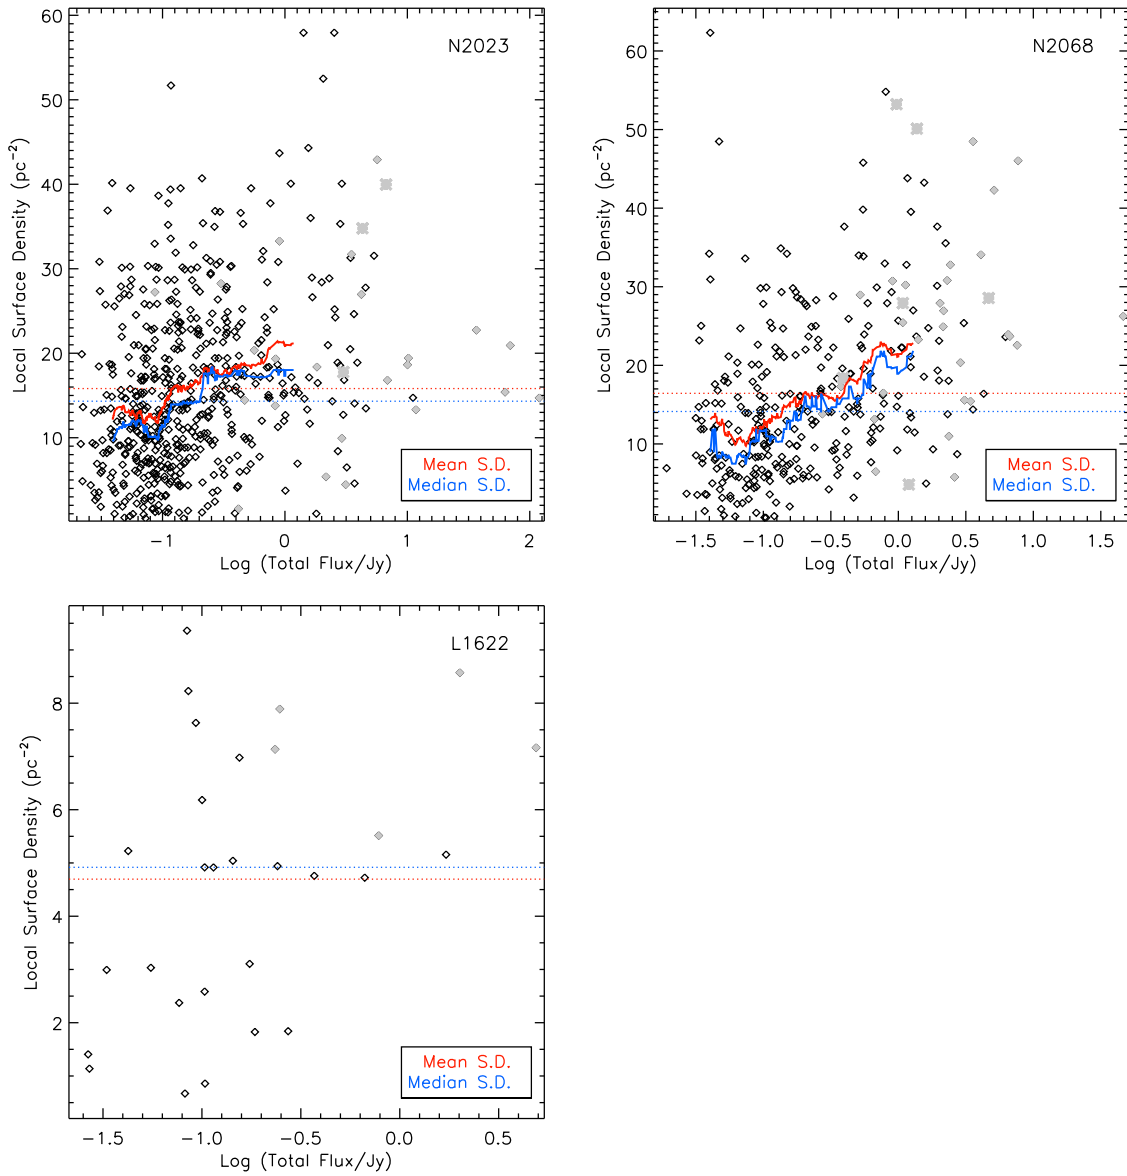 N2023
60
50
40
30
20
10
Local Surface Density (pc⁻²)
Mean S.D.
Median S.D.
−1 0 1 2
Log (Total Flux/Jy)
N2068
60
50
40
30
20
10
Local Surface Density (pc⁻²)
Mean S.D.
Median S.D.
−1.5 −1.0 −0.5 0.0 0.5 1.0 1.5
Log (Total Flux/Jy)
L1622
8
6
4
2
Local Surface Density (pc⁻²)
Mean S.D.
Median S.D.
−1.5 −1.0 −0.5 0.0 0.5
Log (Total Flux/Jy)